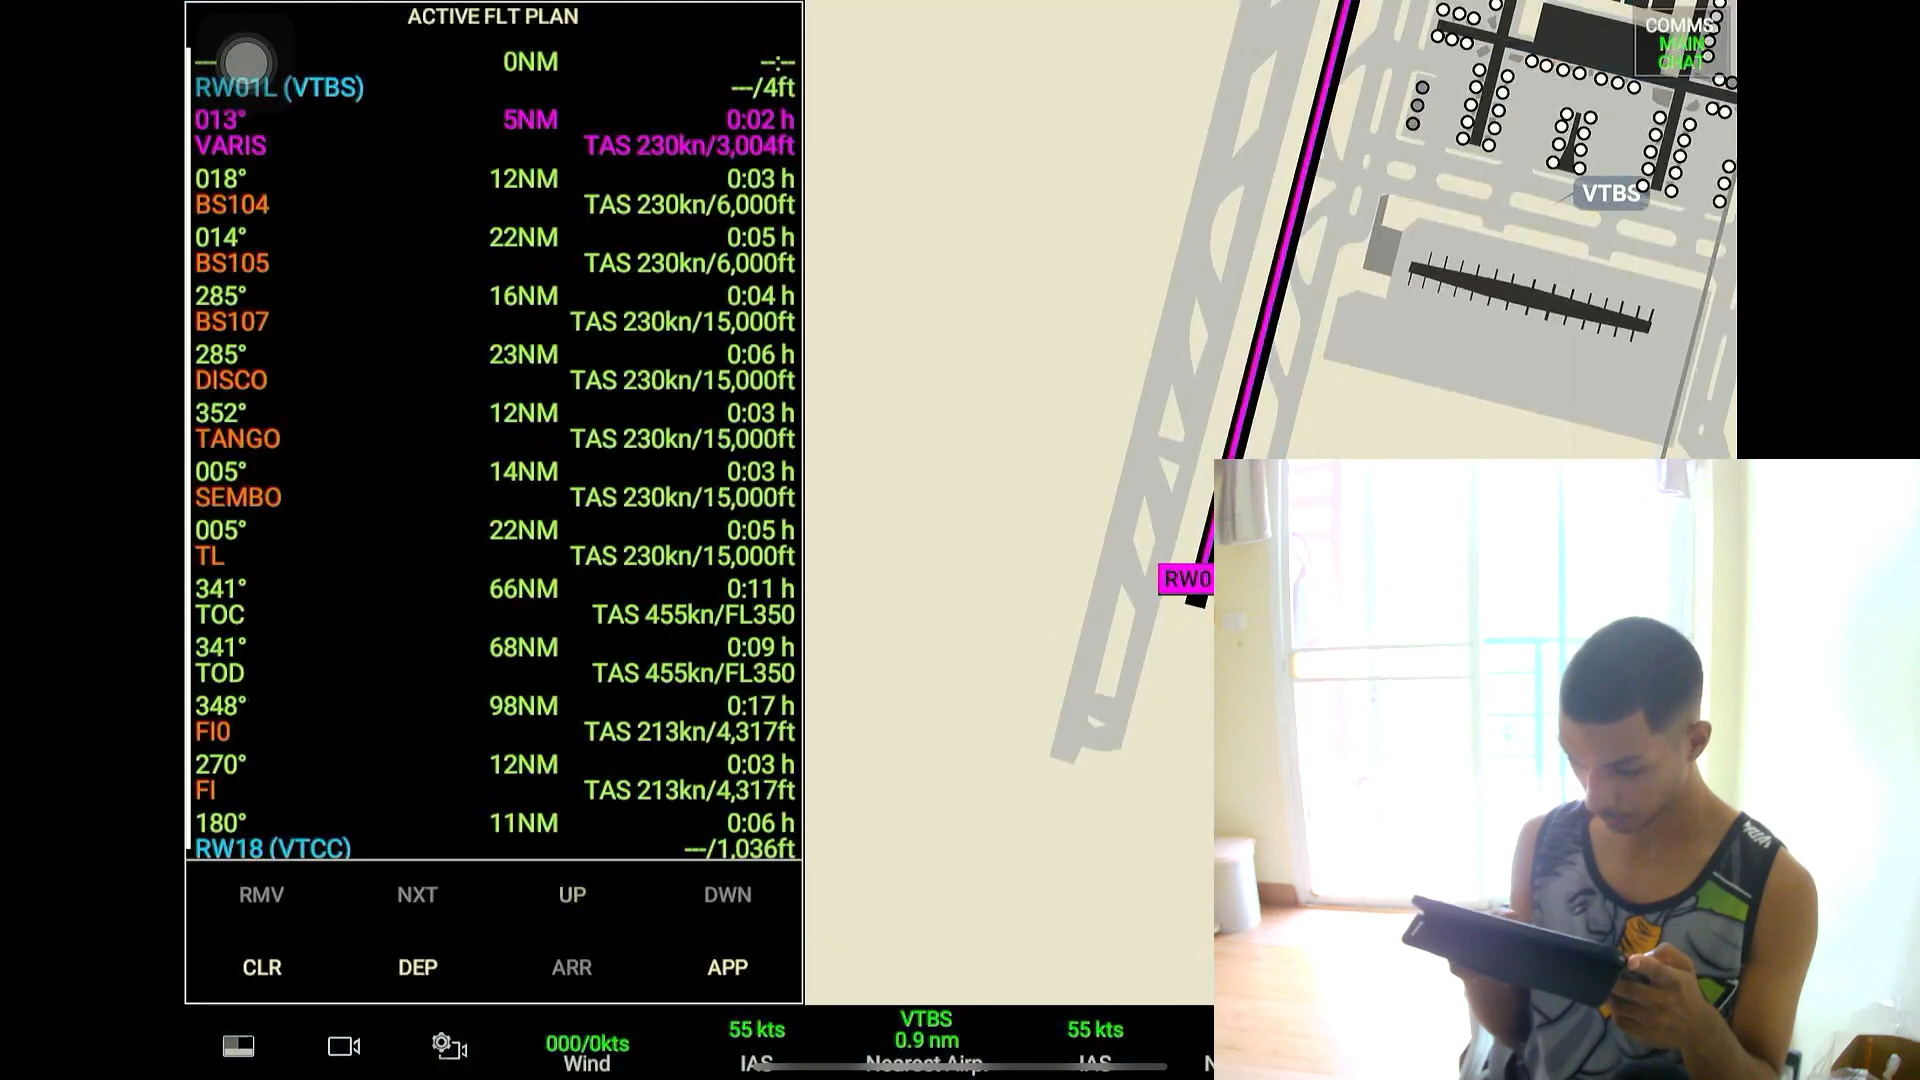 ACTIVE FLT PLAN
--- 0NM --:--
RW01L (VTBS) ---/4ft
013° 5NM 0:02 h
VARIS TAS 230kn/3,004ft
018° 12NM 0:03 h
BS104 TAS 230kn/6,000ft
014° 22NM 0:05 h
BS105 TAS 230kn/6,000ft
285° 16NM 0:04 h
BS107 TAS 230kn/15,000ft
285° 23NM 0:06 h
DISCO TAS 230kn/15,000ft
352° 12NM 0:03 h
TANGO TAS 230kn/15,000ft
005° 14NM 0:03 h
SEMBO TAS 230kn/15,000ft
005° 22NM 0:05 h
TL TAS 230kn/15,000ft
341° 66NM 0:11 h
TOC TAS 455kn/FL350
341° 68NM 0:09 h
TOD TAS 455kn/FL350
348° 98NM 0:17 h
FI0 TAS 213kn/4,317ft
270° 12NM 0:03 h
FI TAS 213kn/4,317ft
180° 11NM 0:06 h
RW18 (VTCC) ---/1,036ft
RMV NXT UP DWN
CLR DEP ARR APP
000/0kts
Wind
55 kts
IAS
VTBS
0.9 nm
Nearest Airp.
55 kts
IAS
N
COMMS
MAIN
CHAT
VTBS
RW0